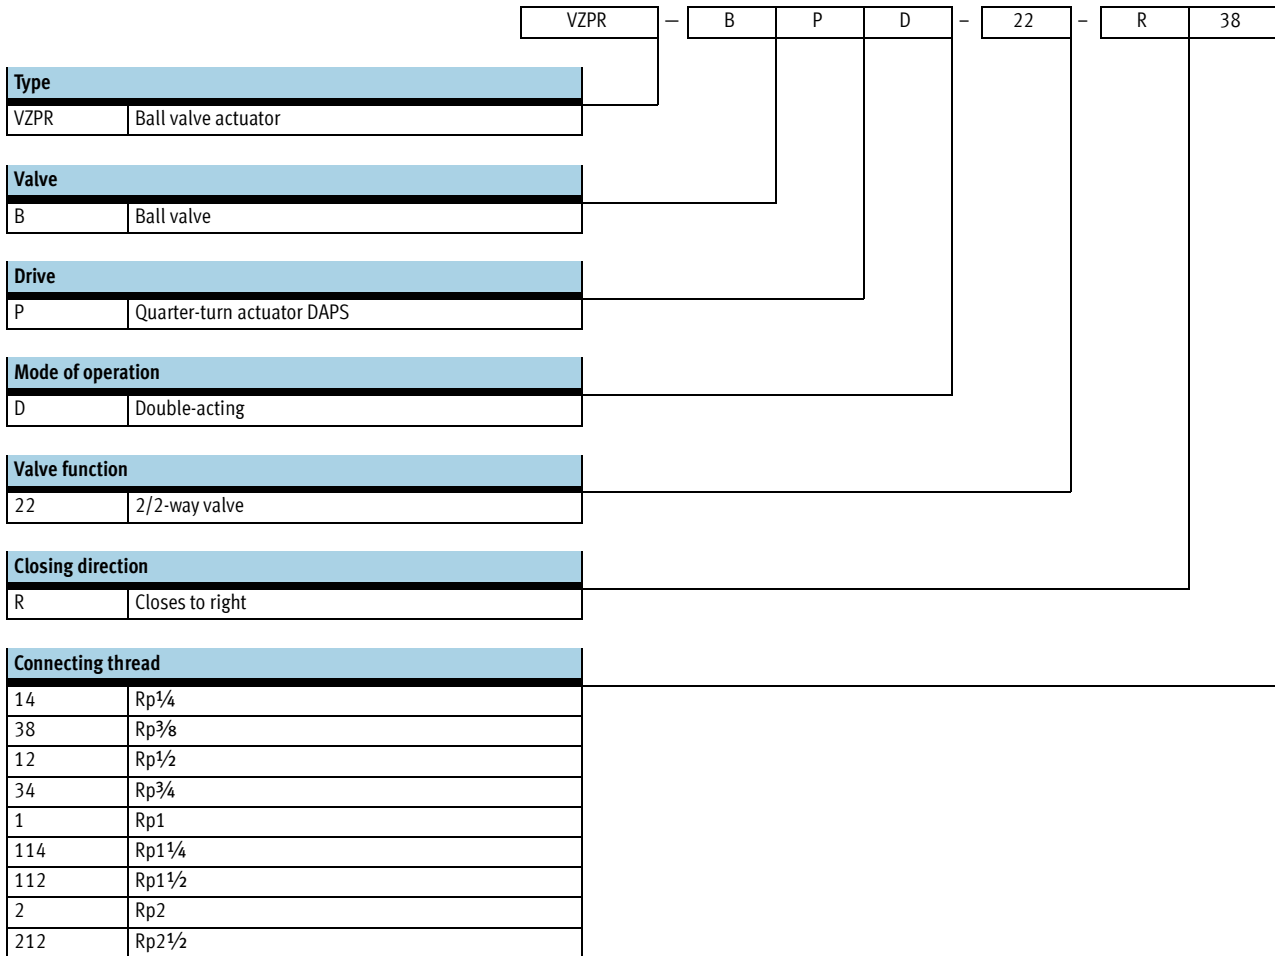 VZPR — B P D – 22 – R 38
Type
VZPR Ball valve actuator
Valve
B Ball valve
Drive
P Quarter-turn actuator DAPS
Mode of operation
D Double-acting
Valve function
22 2/2-way valve
Closing direction
R Closes to right
Connecting thread
14 Rp¼
38 Rp⅜
12 Rp½
34 Rp¾
1 Rp1
114 Rp1¼
112 Rp1½
2 Rp2
212 Rp2½